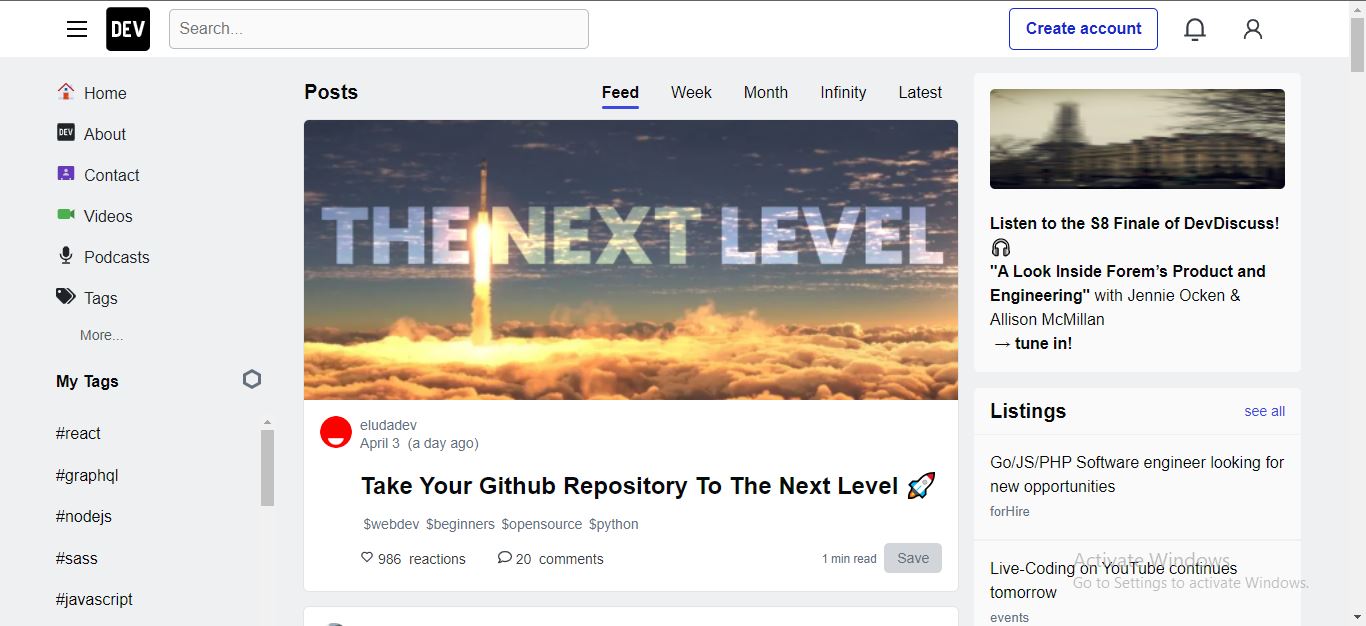 DEV
Search...
Create account
Home
DEV About
Contact
Videos
Podcasts
Tags
More...
My Tags
#react
#graphql
#nodejs
#sass
#javascript
Posts
Feed Week Month Infinity Latest
THE NEXT LEVEL
eludadev
April 3 (a day ago)
Take Your Github Repository To The Next Level 🚀
$webdev $beginners $opensource $python
986 reactions 20 comments
1 min read Save
Listen to the S8 Finale of DevDiscuss!
🎧
"A Look Inside Forem’s Product and
Engineering" with Jennie Ocken &
Allison McMillan
→ tune in!
Listings see all
Go/JS/PHP Software engineer looking for
new opportunities
forHire
Live-Coding on YouTube continues
tomorrow
events
Activate Windows
Go to Settings to activate Windows.